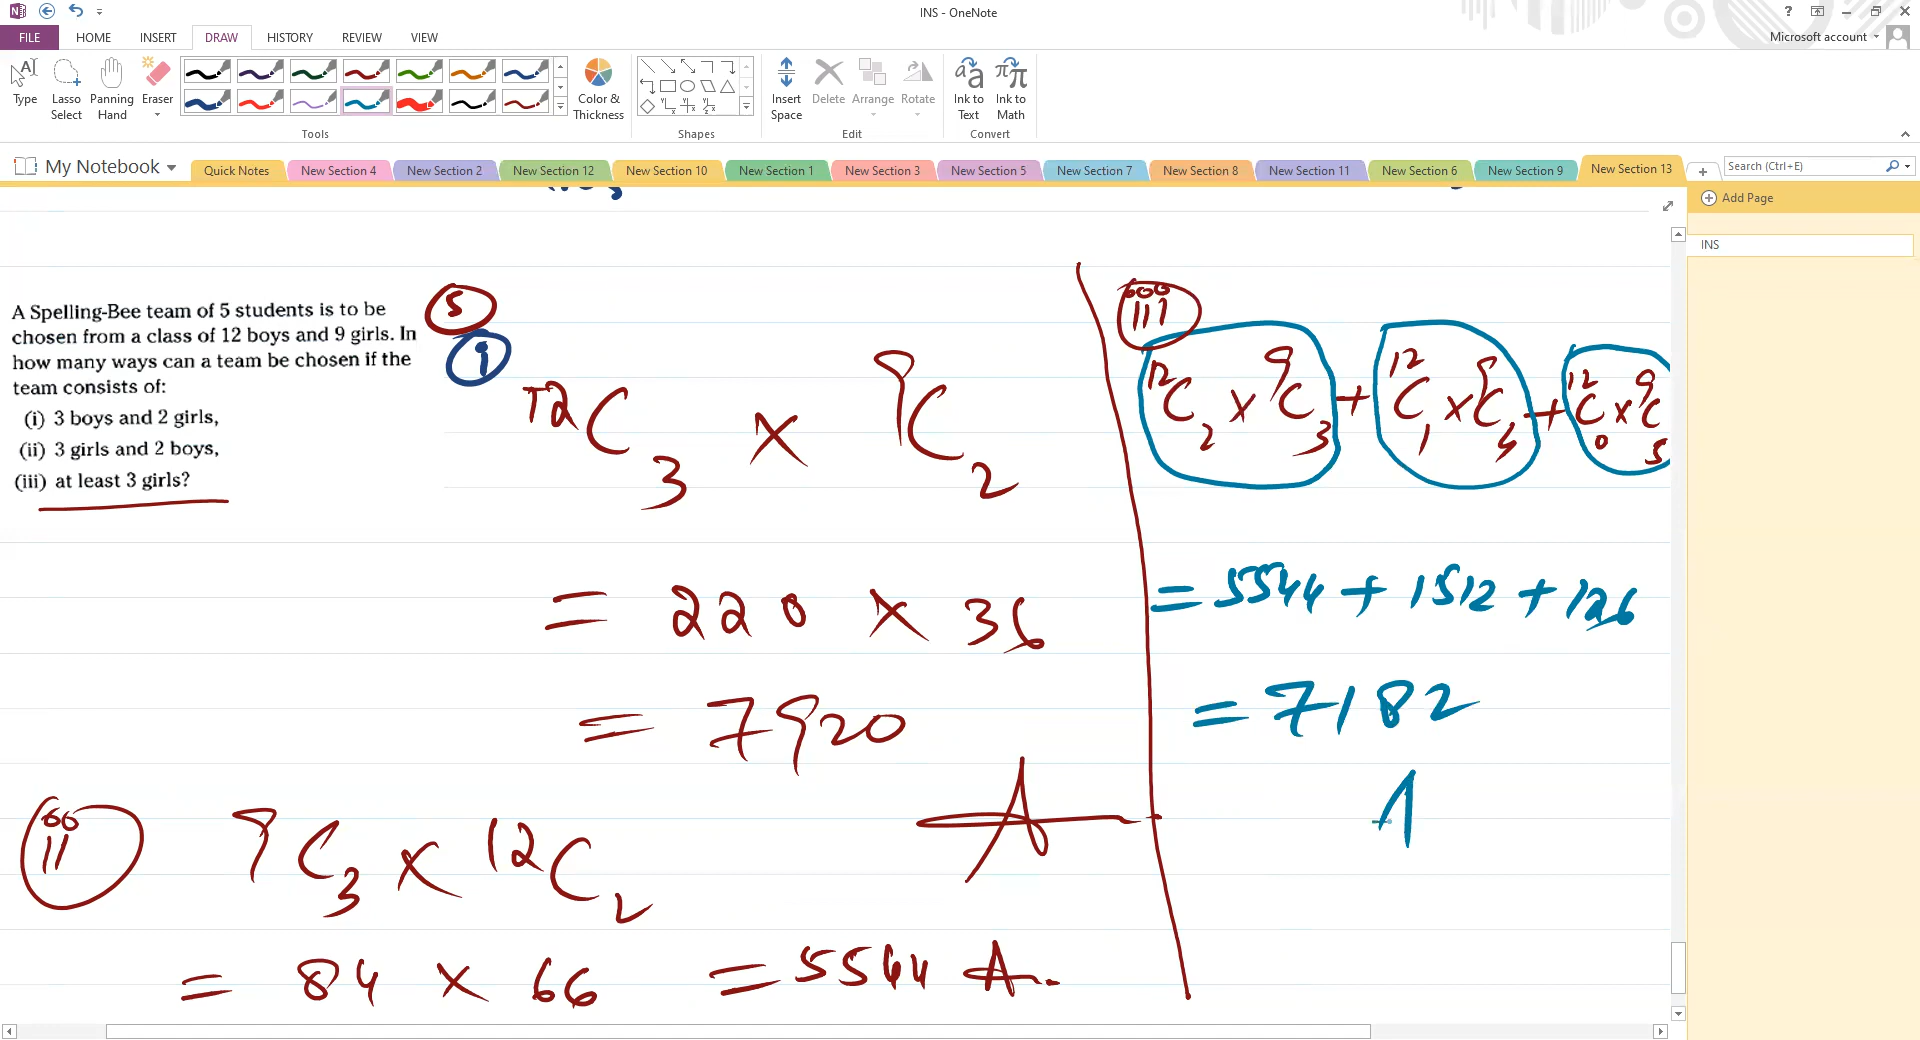 INS - OneNote
FILE HOME INSERT DRAW HISTORY REVIEW VIEW
Microsoft account
Type
Lasso Select
Panning Hand
Eraser
Color & Thickness
Insert Space
Delete
Arrange
Rotate
Ink to Text
Ink to Math
Tools
Shapes
Edit
Convert
My Notebook
Quick Notes New Section 4 New Section 2 New Section 12 New Section 10 New Section 1 New Section 3 New Section 5 New Section 7 New Section 8 New Section 11 New Section 6 New Section 9 New Section 13
Search (Ctrl+E)
Add Page
INS
A Spelling-Bee team of 5 students is to be
chosen from a class of 12 boys and 9 girls. In
how many ways can a team be chosen if the
team consists of:
(i) 3 boys and 2 girls,
(ii) 3 girls and 2 boys,
(iii) at least 3 girls?
5
i
12C3 × 9C2
= 220 × 36
= 7920
A
ii
9C3 × 12C2
= 84 × 66 = 5544 A.
iii
12C2 × 9C3 + 12C1 × 9C4 + 12C0 × 9C5
= 5544 + 1512 + 126
= 7182
A